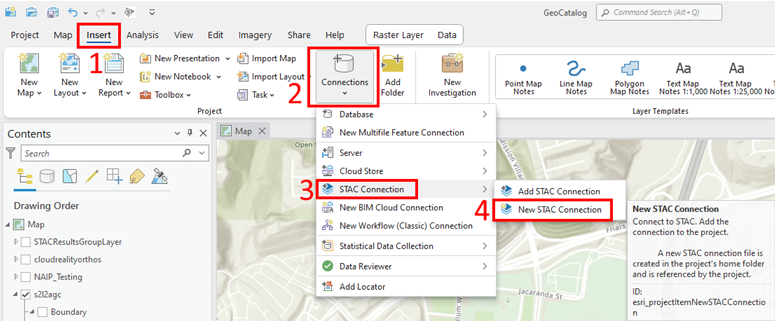 GeoCatalog
Command Search (Alt+Q)
Project Map Insert Analysis View Edit Imagery Share Help Raster Layer Data
1
New Map
New Layout
New Report
New Presentation
New Notebook
Toolbox
Import Map
Import Layout
Task
Project
2
Connections
Add Folder
New Investigation
Point Map Notes
Line Map Notes
Polygon Map Notes
Aa
Text Map 1:1,000
Aa
Text Map 1:25,000
Layer Templates
Contents
Search
Drawing Order
Map
STACResultsGroupLayer
cloudrealityorthos
NAIP_Testing
s2l2agc
Boundary
Map
Database
New Multifile Feature Connection
Server
Cloud Store
3
STAC Connection
New BIM Cloud Connection
New Workflow (Classic) Connection
Statistical Data Collection
Data Reviewer
Add Locator
Add STAC Connection
4
New STAC Connection
New STAC Connection
Connect to STAC. Add the
connection to the project.
A new STAC connection file is
created in the project's home folder
and is referenced by the project.
ID:
esri_projectItemNewSTACConnectio
n
Jacaranda St